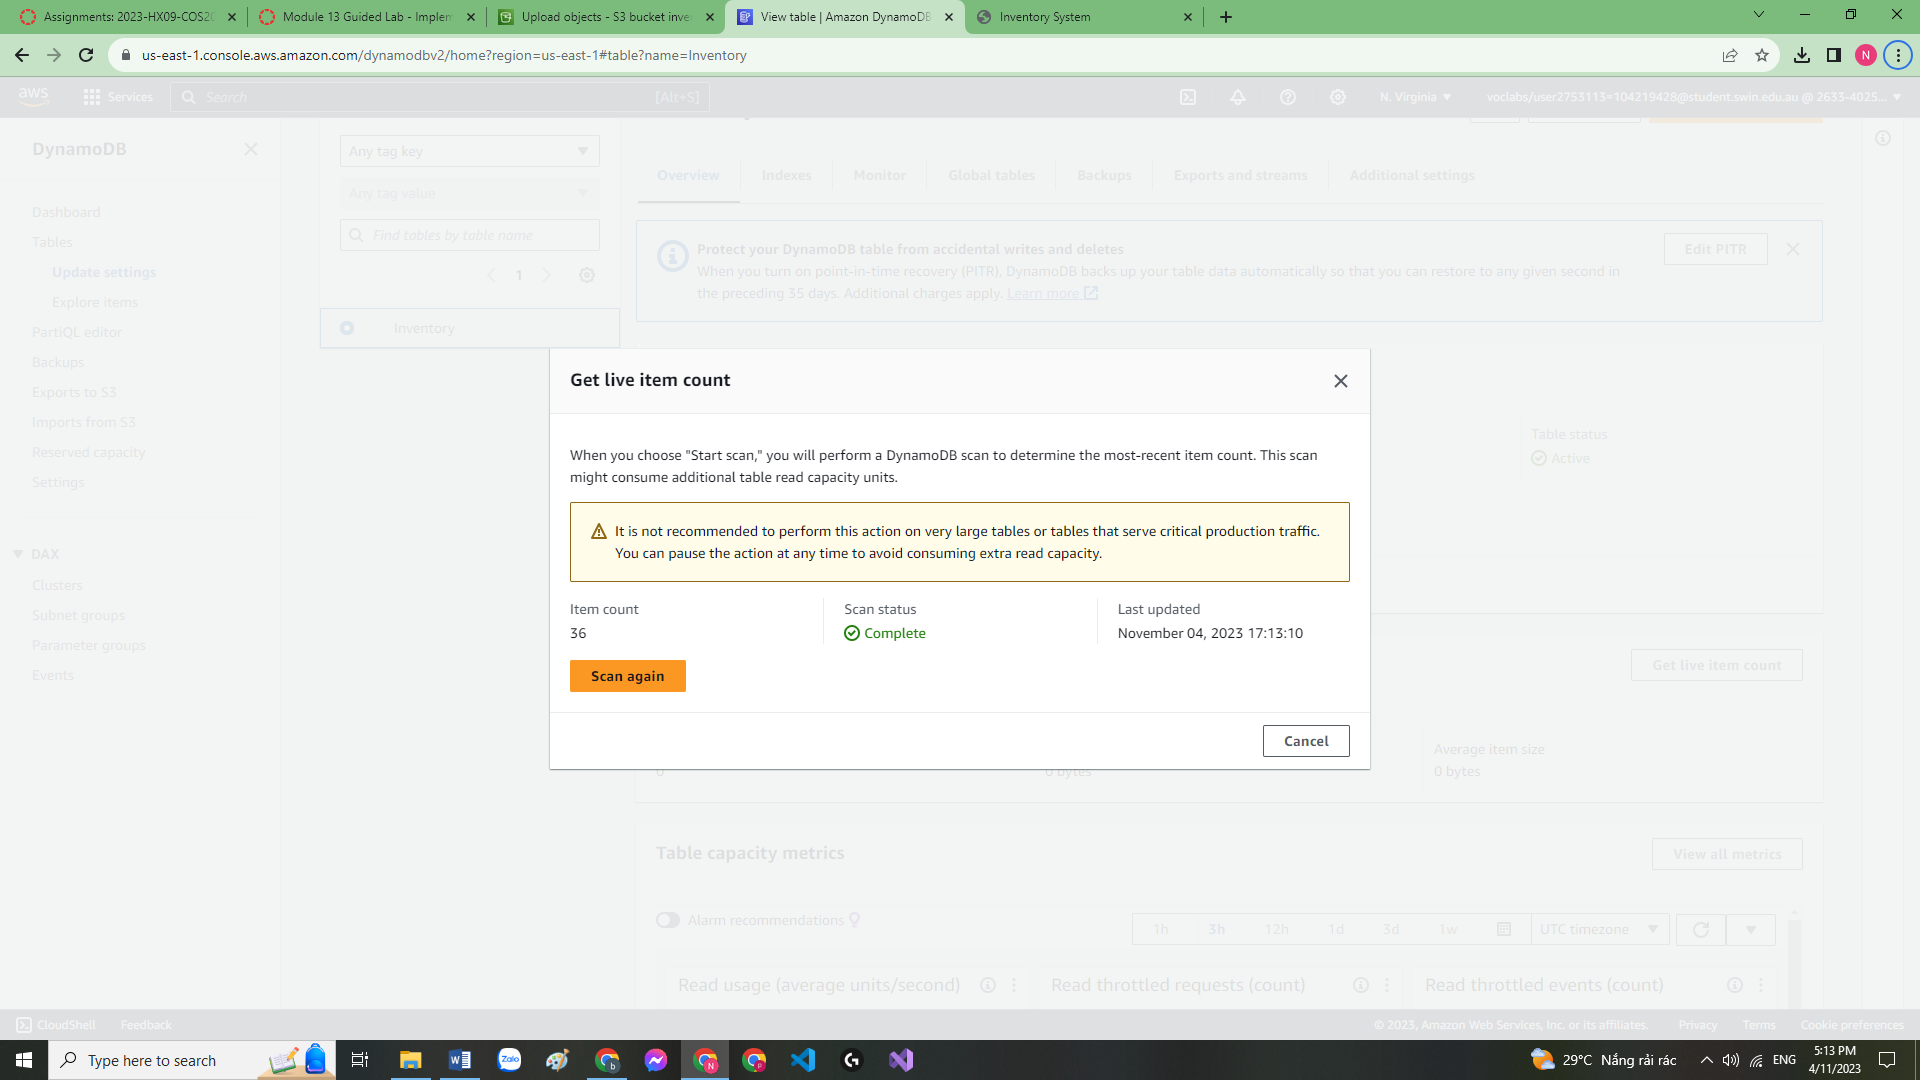 Assignments: 2023-HX09-COS20
Module 13 Guided Lab - Implem
Upload objects - S3 bucket inve
View table | Amazon DynamoDB
Inventory System
us-east-1.console.aws.amazon.com/dynamodbv2/home?region=us-east-1#table?name=Inventory
N
aws
Services
Search
[Alt+S]
N. Virginia
voclabs/user2753113=104219428@student.swin.edu.au @ 2633-4025...
DynamoDB
Dashboard
Tables
Update settings
Explore items
PartiQL editor
Backups
Exports to S3
Imports from S3
Reserved capacity
Settings
DAX
Clusters
Subnet groups
Parameter groups
Events
Any tag key
Any tag value
Find tables by table name
1
Inventory
Overview
Indexes
Monitor
Global tables
Backups
Exports and streams
Additional settings
Protect your DynamoDB table from accidental writes and deletes
When you turn on point-in-time recovery (PITR), DynamoDB backs up your table data automatically so that you can restore to any given second in
the preceding 35 days. Additional charges apply. Learn more
Edit PITR
Table status
Active
Get live item count
When you choose "Start scan," you will perform a DynamoDB scan to determine the most-recent item count. This scan
might consume additional table read capacity units.
It is not recommended to perform this action on very large tables or tables that serve critical production traffic.
You can pause the action at any time to avoid consuming extra read capacity.
Item count
36
Scan status
Complete
Last updated
November 04, 2023 17:13:10
Scan again
Cancel
Get live item count
0
0 bytes
Average item size
0 bytes
Table capacity metrics
View all metrics
Alarm recommendations
1h
3h
12h
1d
3d
1w
UTC timezone
Read usage (average units/second)
Read throttled requests (count)
Read throttled events (count)
CloudShell
Feedback
© 2023, Amazon Web Services, Inc. or its affiliates.
Privacy
Terms
Cookie preferences
Type here to search
Zalo
29°C Nắng rải rác
ENG
5:13 PM
4/11/2023